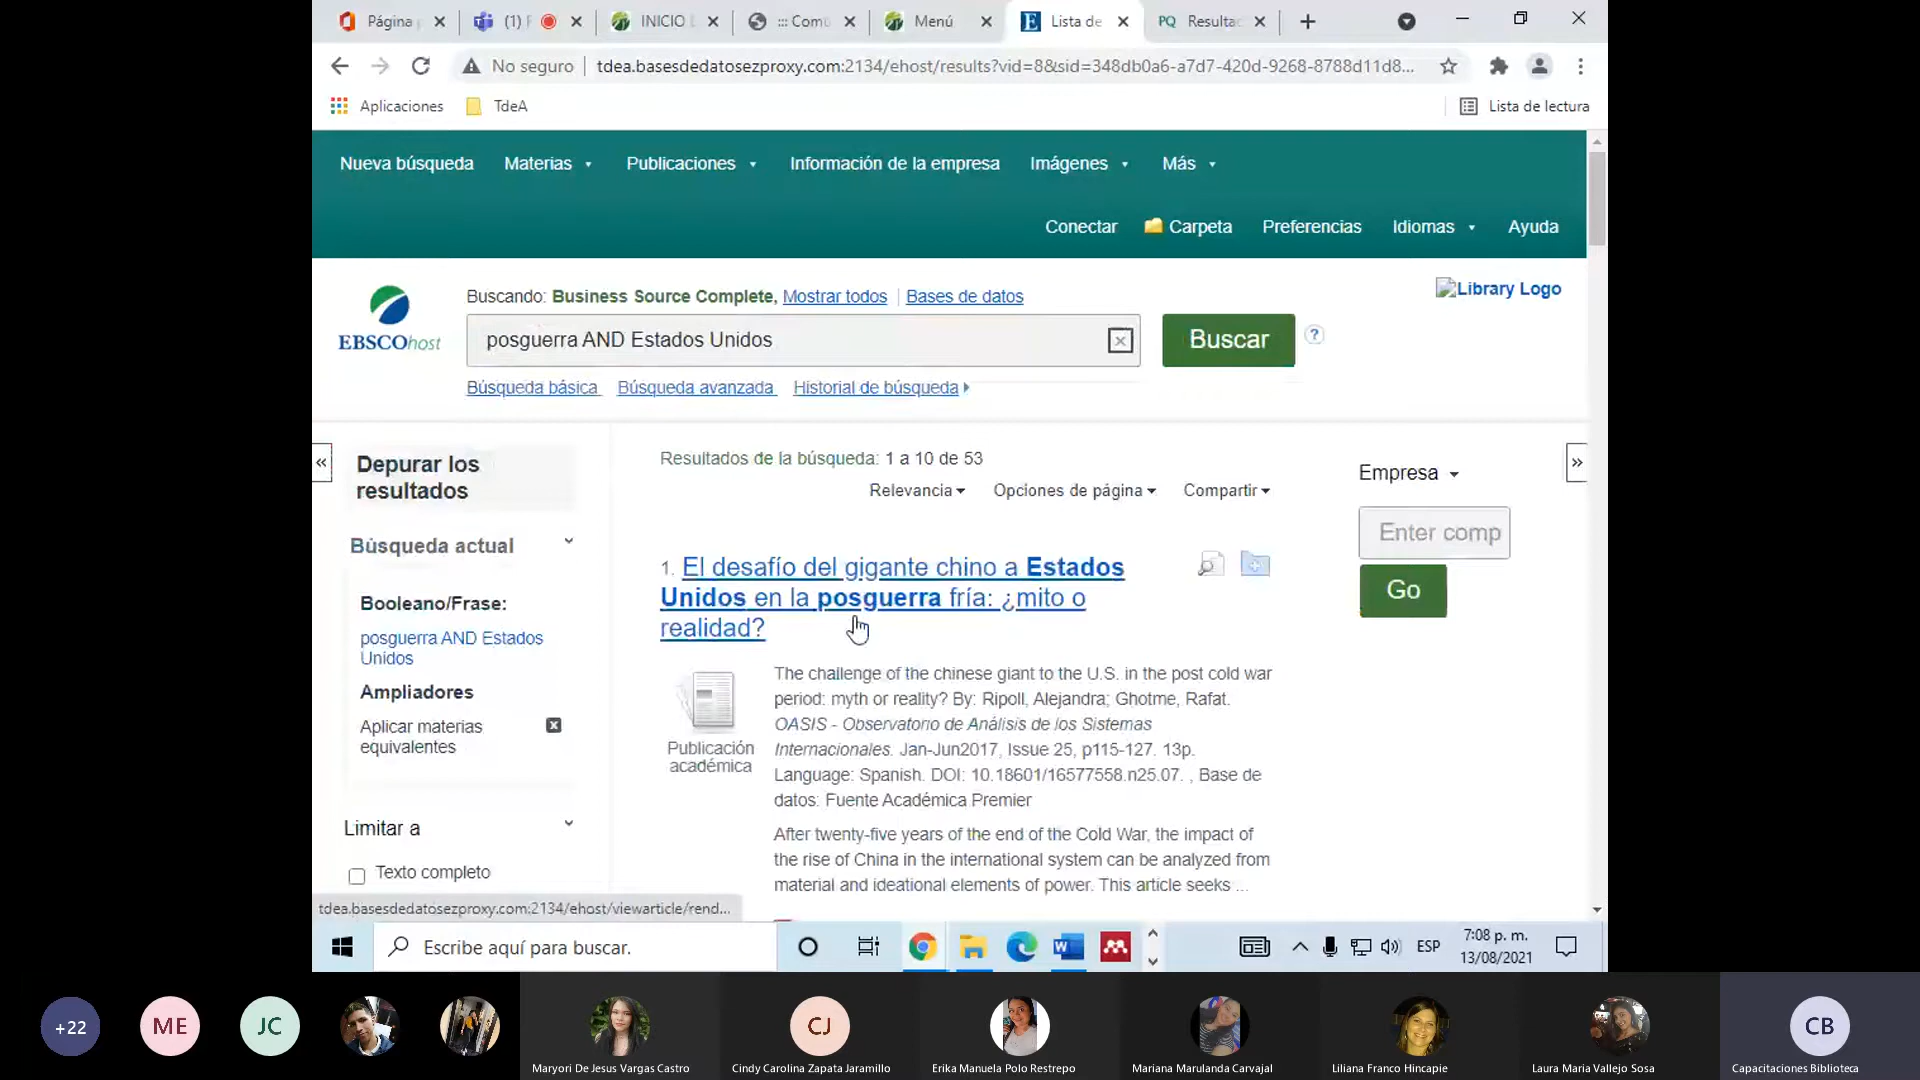 Página
(1)
INICIO
::: Com
Menú
Lista de
PQ Resulta
No seguro
tdea.basesdedatosezproxy.com:2134/ehost/results?vid=8&sid=348db0a6-a7d7-420d-9268-8788d11d8...
Aplicaciones
TdeA
Lista de lectura
Nueva búsqueda
Materias
Publicaciones
Información de la empresa
Imágenes
Más
Conectar
Carpeta
Preferencias
Idiomas
Ayuda
EBSCOhost
Buscando: Business Source Complete, Mostrar todos | Bases de datos
posguerra AND Estados Unidos
Buscar
?
Búsqueda básica Búsqueda avanzada Historial de búsqueda
Library Logo
«
Depurar los
resultados
Búsqueda actual
Booleano/Frase:
posguerra AND Estados
Unidos
Ampliadores
Aplicar materias
equivalentes
Limitar a
Texto completo
Resultados de la búsqueda: 1 a 10 de 53
Relevancia Opciones de página Compartir
1. El desafío del gigante chino a Estados
Unidos en la posguerra fría: ¿mito o
realidad?
Publicación
académica
The challenge of the chinese giant to the U.S. in the post cold war
period: myth or reality? By: Ripoll, Alejandra; Ghotme, Rafat.
OASIS - Observatorio de Análisis de los Sistemas
Internacionales. Jan-Jun2017, Issue 25, p115-127. 13p.
Language: Spanish. DOI: 10.18601/16577558.n25.07. , Base de
datos: Fuente Académica Premier
After twenty-five years of the end of the Cold War, the impact of
the rise of China in the international system can be analyzed from
material and ideational elements of power. This article seeks ...
Empresa
»
Enter comp
Go
tdea.basesdedatosezproxy.com:2134/ehost/viewarticle/rend...
Escribe aquí para buscar.
ESP
7:08 p. m.
13/08/2021
+22
ME
JC
Maryori De Jesus Vargas Castro
CJ
Cindy Carolina Zapata Jaramillo
Erika Manuela Polo Restrepo
Mariana Marulanda Carvajal
Liliana Franco Hincapie
Laura Maria Vallejo Sosa
CB
Capacitaciones Biblioteca